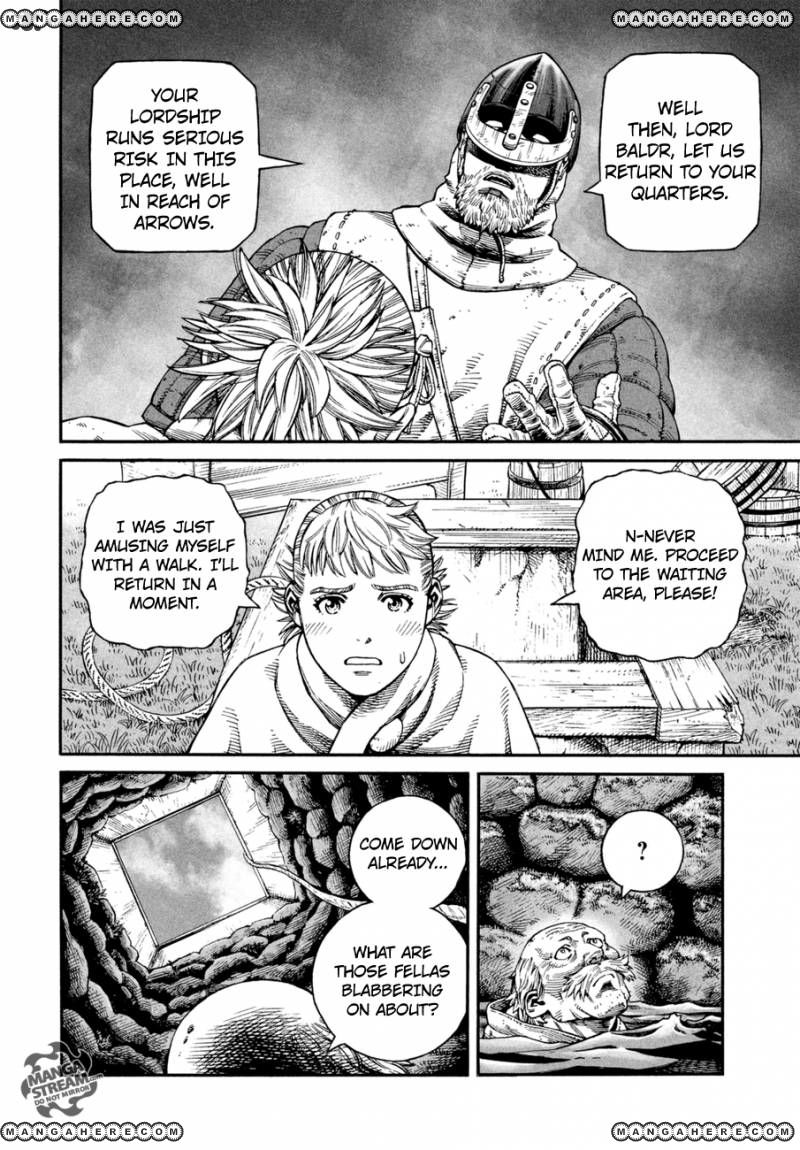 MANGAHERE.COM
MANGAHERE.COM
WELL
THEN, LORD
BALDR, LET US
RETURN TO YOUR
QUARTERS.
YOUR
LORDSHIP
RUNS SERIOUS
RISK IN THIS
PLACE, WELL
IN REACH OF
ARROWS.
N-NEVER
MIND ME. PROCEED
TO THE WAITING
AREA, PLEASE!
I WAS JUST
AMUSING MYSELF
WITH A WALK. I'LL
RETURN IN A
MOMENT.
?
COME DOWN
ALREADY...
WHAT ARE
THOSE FELLAS
BLABBERING
ON ABOUT?
MANGA
STREAM.com
DO NOT MIRROR
MANGAHERE.COM
MANGAHERE.COM